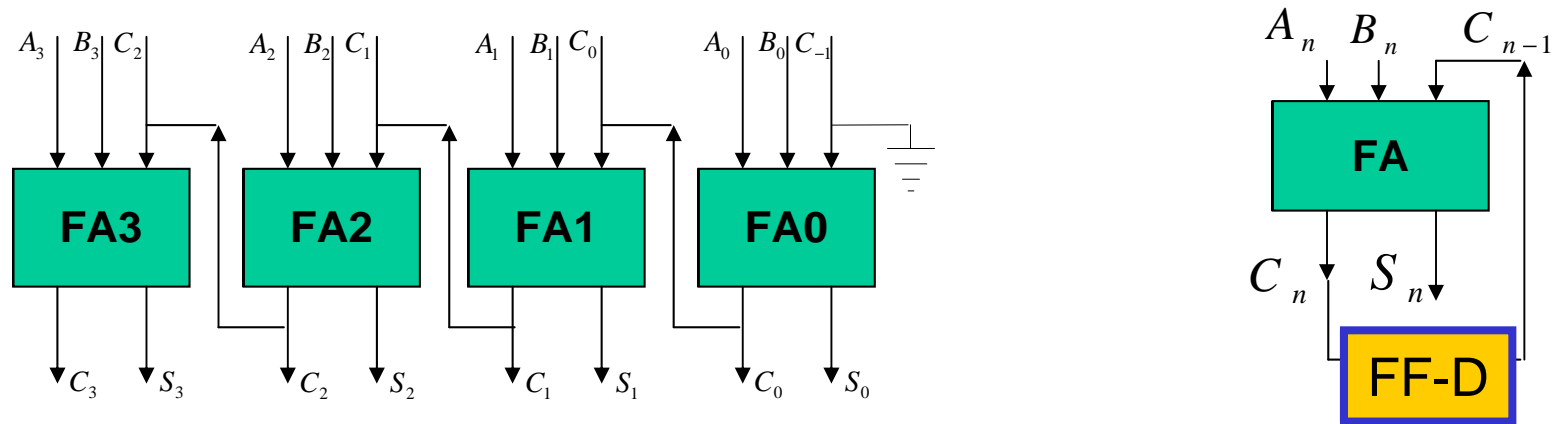 A₃ B₃ C₂ A₂ B₂ C₁ A₁ B₁ C₀ A₀ B₀ C₋₁
FA3 FA2 FA1 FA0
C₃ S₃ C₂ S₂ C₁ S₁ C₀ S₀
Aₙ Bₙ Cₙ₋₁
FA
Cₙ Sₙ
FF-D